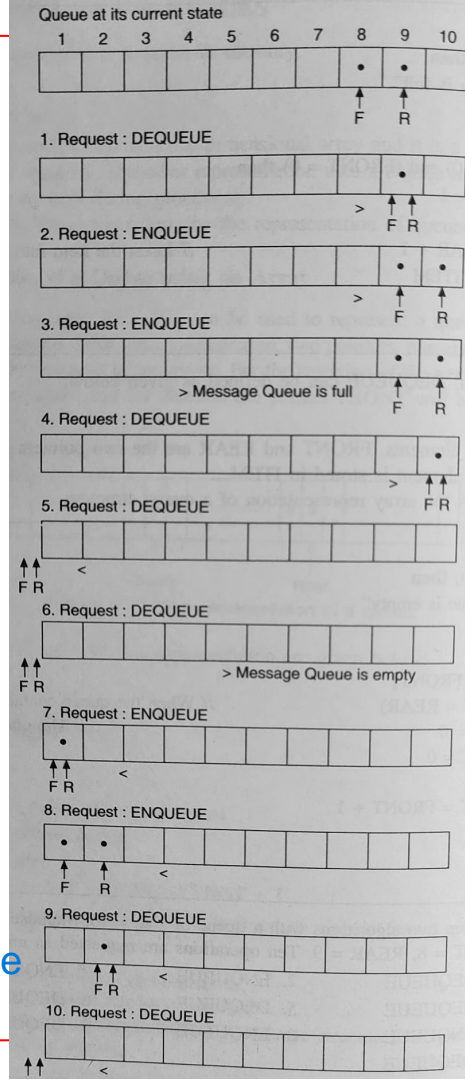 Queue at its current state
1 2 3 4 5 6 7 8 9 10
F R
1. Request : DEQUEUE
>
F R
2. Request : ENQUEUE
>
F R
3. Request : ENQUEUE
> Message Queue is full
F R
4. Request : DEQUEUE
>
F R
5. Request : DEQUEUE
<
F R
6. Request : DEQUEUE
F R
> Message Queue is empty
7. Request : ENQUEUE
<
F R
8. Request : ENQUEUE
<
F R
9. Request : DEQUEUE
e
<
F R
10. Request : DEQUEUE
<